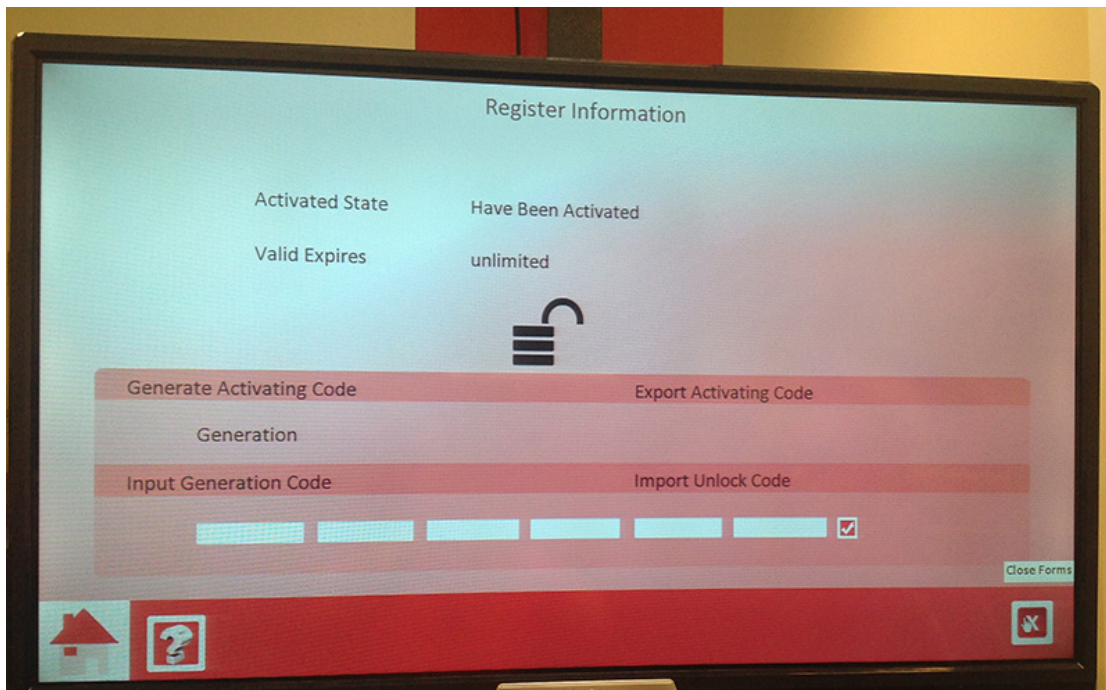 Register Information
Activated State Have Been Activated
Valid Expires unlimited
Generate Activating Code Export Activating Code
Generation
Input Generation Code Import Unlock Code
Close Forms